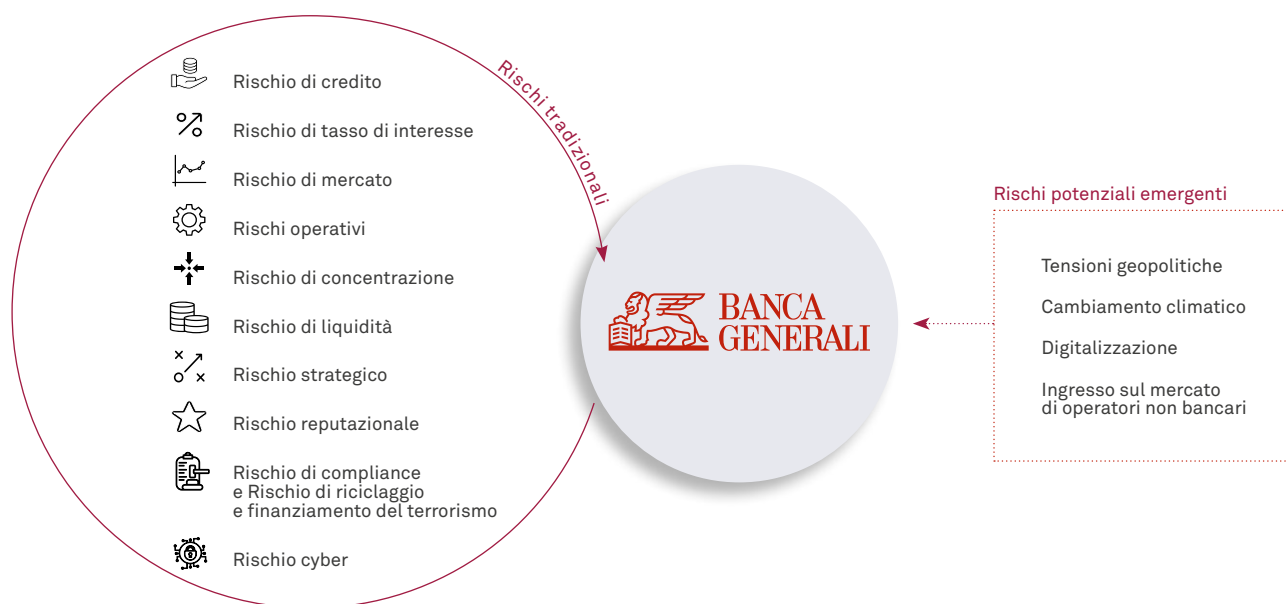 Rischio di credito
Rischio di tasso di interesse
Rischio di mercato
Rischi operativi
Rischio di concentrazione
Rischio di liquidità
Rischio strategico
Rischio reputazionale
Rischio di compliance
e Rischio di riciclaggio
e finanziamento del terrorismo
Rischio cyber
Rischi tradizionali
BANCA
GENERALI
Rischi potenziali emergenti
Tensioni geopolitiche
Cambiamento climatico
Digitalizzazione
Ingresso sul mercato
di operatori non bancari